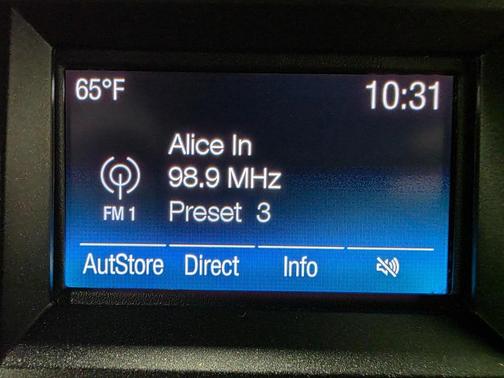 65°F 10:31
Alice In
98.9 MHz
FM 1 Preset 3
AutStore Direct Info